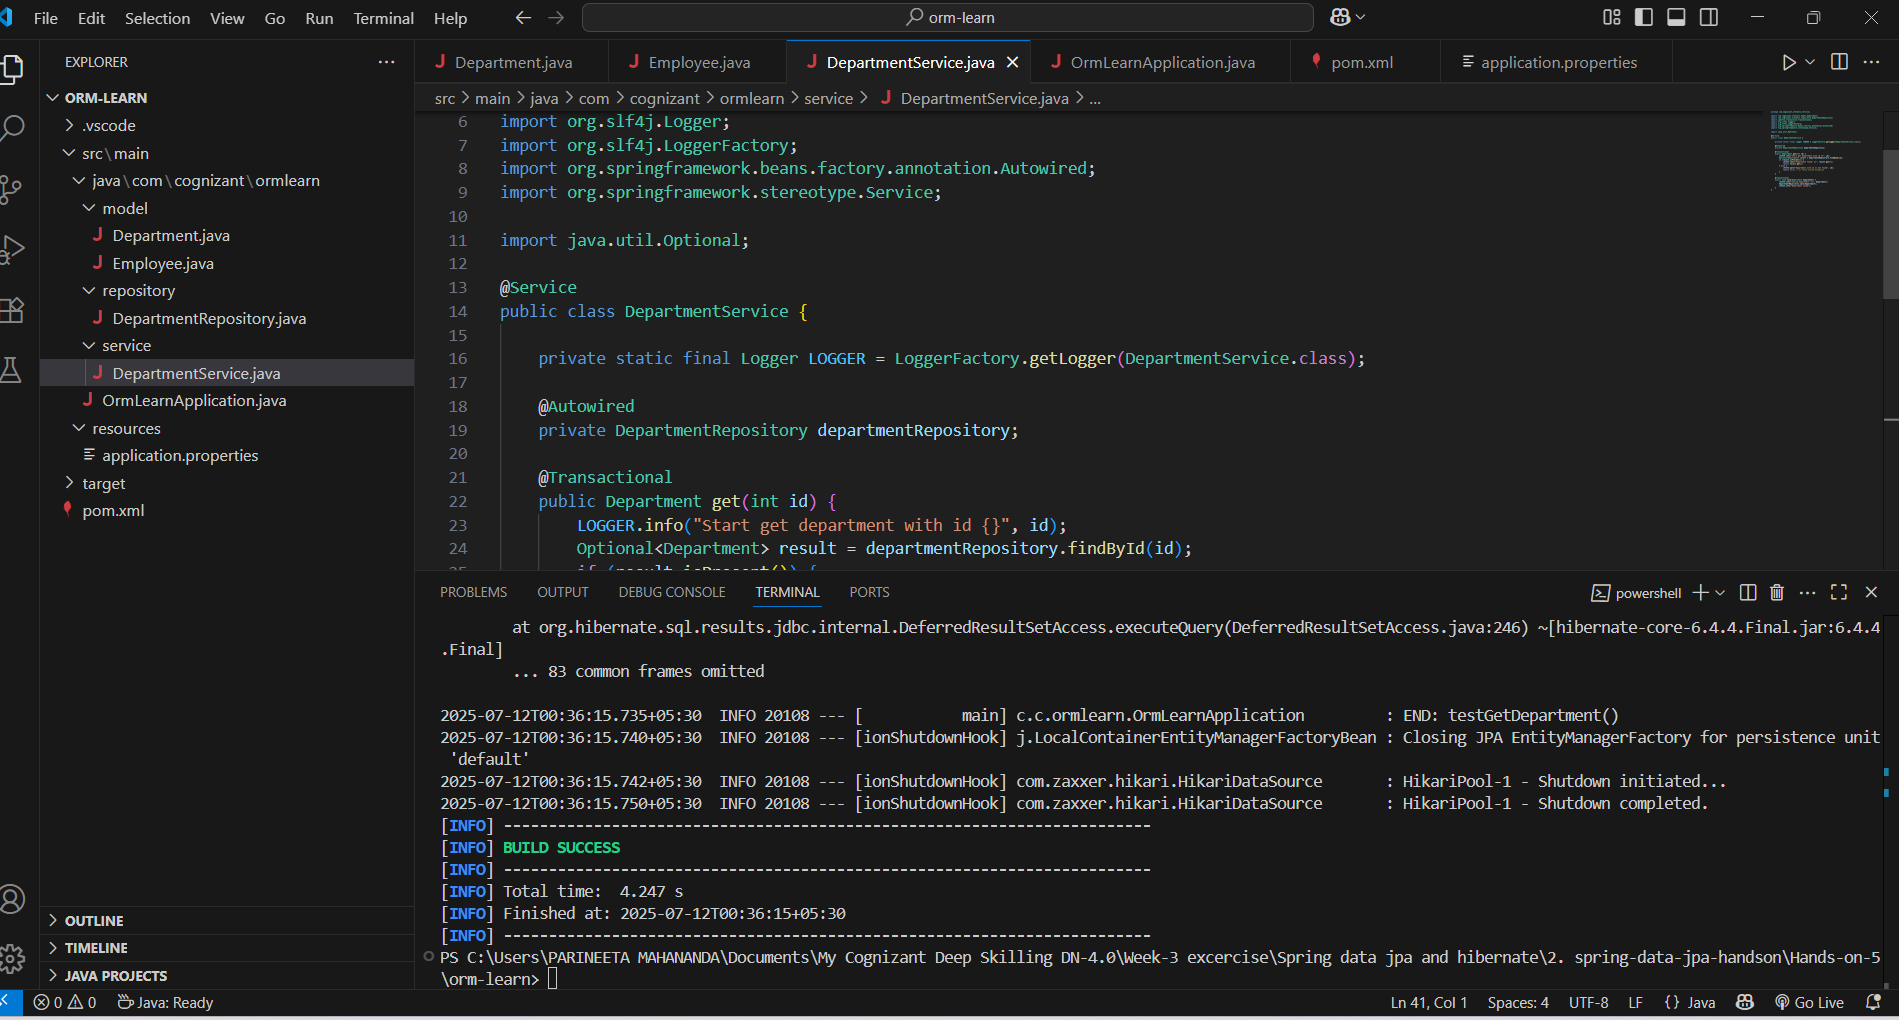 File Edit Selection View Go Run Terminal Help
orm-learn
EXPLORER
ORM-LEARN
.vscode
src\main
java\com\cognizant\ormlearn
model
Department.java
Employee.java
repository
DepartmentRepository.java
service
DepartmentService.java
OrmLearnApplication.java
resources
application.properties
target
pom.xml
OUTLINE
TIMELINE
JAVA PROJECTS
Department.java Employee.java DepartmentService.java OrmLearnApplication.java pom.xml application.properties
src > main > java > com > cognizant > ormlearn > service > DepartmentService.java > ...
6 import org.slf4j.Logger;
7 import org.slf4j.LoggerFactory;
8 import org.springframework.beans.factory.annotation.Autowired;
9 import org.springframework.stereotype.Service;
10
11 import java.util.Optional;
12
13 @Service
14 public class DepartmentService {
15
16 private static final Logger LOGGER = LoggerFactory.getLogger(DepartmentService.class);
17
18 @Autowired
19 private DepartmentRepository departmentRepository;
20
21 @Transactional
22 public Department get(int id) {
23 LOGGER.info("Start get department with id {}", id);
24 Optional<Department> result = departmentRepository.findById(id);
25 if (result.isPresent()) {
PROBLEMS OUTPUT DEBUG CONSOLE TERMINAL PORTS
powershell
at org.hibernate.sql.results.jdbc.internal.DeferredResultSetAccess.executeQuery(DeferredResultSetAccess.java:246) ~[hibernate-core-6.4.4.Final.jar:6.4.4
.Final]
... 83 common frames omitted
2025-07-12T00:36:15.735+05:30 INFO 20108 --- [ main] c.c.ormlearn.OrmLearnApplication : END: testGetDepartment()
2025-07-12T00:36:15.740+05:30 INFO 20108 --- [ionShutdownHook] j.LocalContainerEntityManagerFactoryBean : Closing JPA EntityManagerFactory for persistence unit
'default'
2025-07-12T00:36:15.742+05:30 INFO 20108 --- [ionShutdownHook] com.zaxxer.hikari.HikariDataSource : HikariPool-1 - Shutdown initiated...
2025-07-12T00:36:15.750+05:30 INFO 20108 --- [ionShutdownHook] com.zaxxer.hikari.HikariDataSource : HikariPool-1 - Shutdown completed.
[INFO] ------------------------------------------------------------------------
[INFO] BUILD SUCCESS
[INFO] ------------------------------------------------------------------------
[INFO] Total time: 4.247 s
[INFO] Finished at: 2025-07-12T00:36:15+05:30
[INFO] ------------------------------------------------------------------------
PS C:\Users\PARINEETA MAHANANDA\Documents\My Cognizant Deep Skilling DN-4.0\Week-3 excercise\Spring data jpa and hibernate\2. spring-data-jpa-handson\Hands-on-5
\orm-learn>
0 0 Java: Ready Ln 41, Col 1 Spaces: 4 UTF-8 LF {} Java Go Live